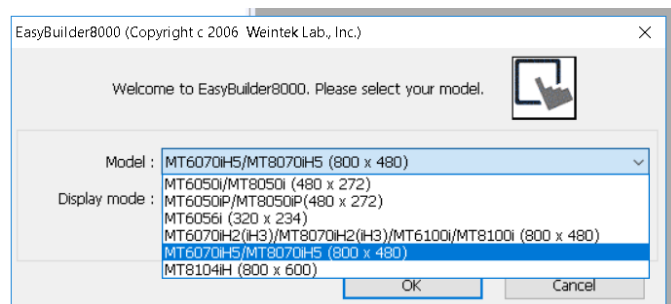 EasyBuilder8000 (Copyright c 2006 Weintek Lab., Inc.)
Welcome to EasyBuilder8000. Please select your model.
Model : MT6070iH5/MT8070iH5 (800 x 480)
MT6050i/MT8050i (480 x 272)
Display mode : MT6050iP/MT8050iP(480 x 272)
MT6056i (320 x 234)
MT6070iH2(iH3)/MT8070iH2(iH3)/MT6100i/MT8100i (800 x 480)
MT6070iH5/MT8070iH5 (800 x 480)
MT8104iH (800 x 600)
OK Cancel